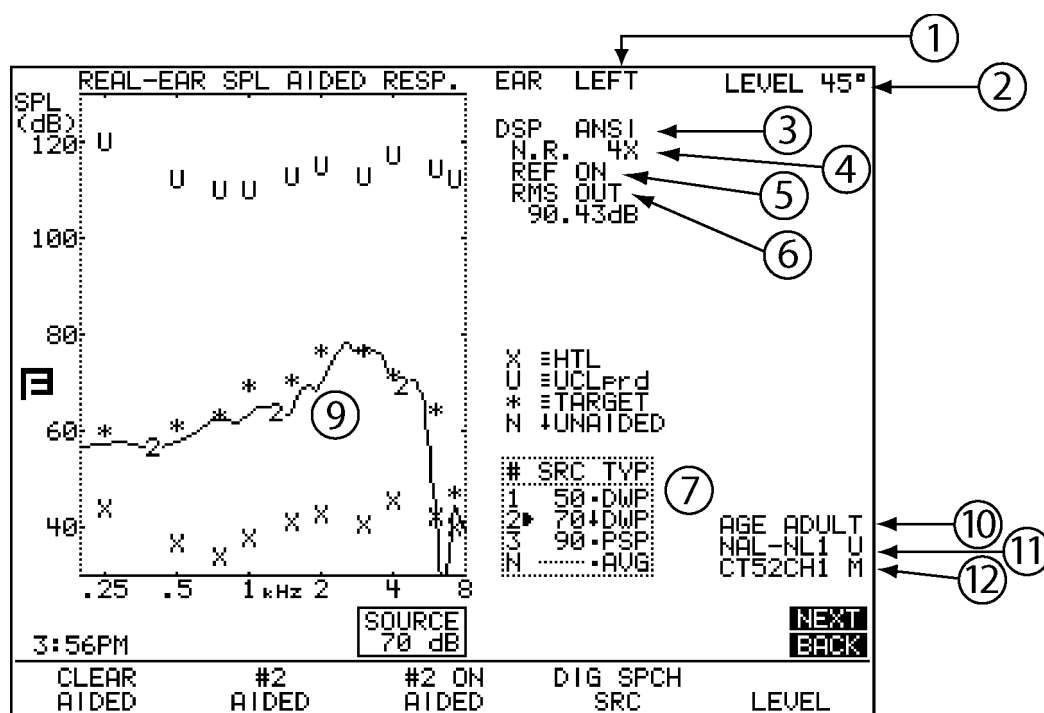 1
REAL-EAR SPL AIDED RESP. EAR LEFT LEVEL 45°
2
SPL
(dB)
DSP ANSI
3
120
N.R. 4X
4
REF ON
5
RMS OUT
90.43dB
6
100
80
X ≡HTL
U ≡UCLprd
* ≡TARGET
N ↓UNAIDED
9
60
# SRC TYP
1 50·DWP
2 70↓DWP
3 90·PSP
N ------·AVG
7
40
AGE ADULT
10
NAL-NL1 U
11
CT52CH1 M
12
.25 .5 1 kHz 2 4 8
3:56PM
SOURCE
70 dB
NEXT
BACK
CLEAR
AIDED
#2
AIDED
#2 ON
AIDED
DIG SPCH
SRC
LEVEL